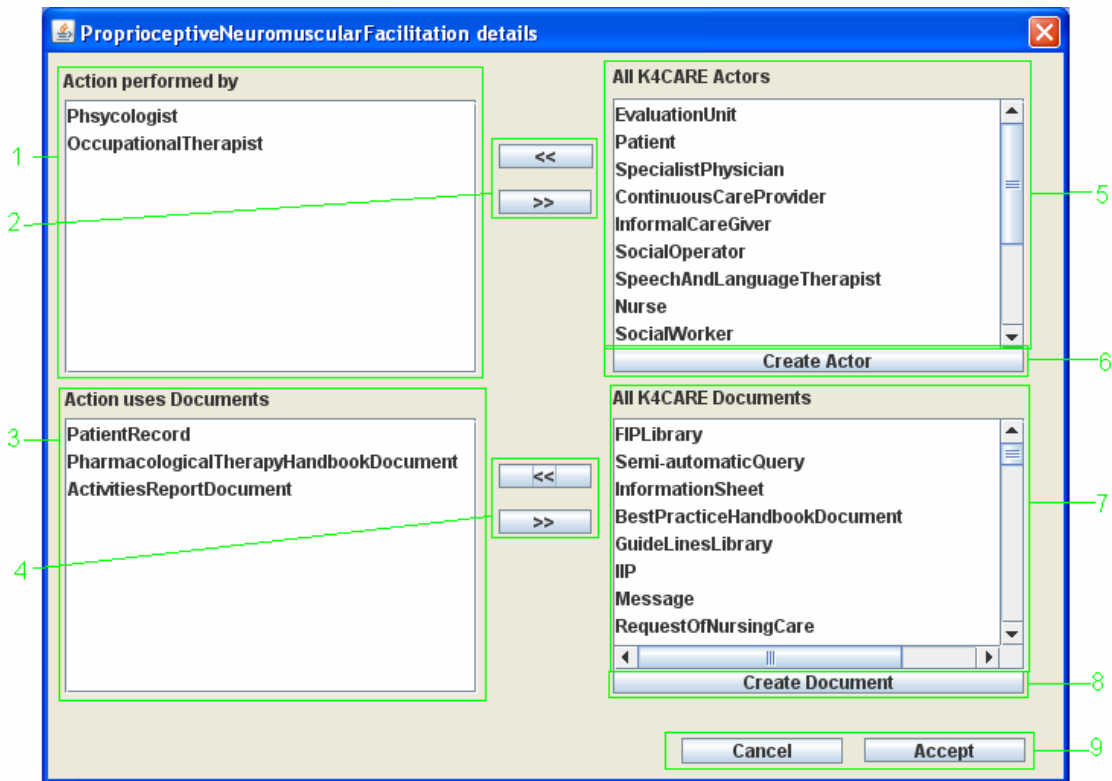 ProprioceptiveNeuromuscularFacilitation details
Action performed by
Phsycologist
OccupationalTherapist
1
2
<<
>>
All K4CARE Actors
EvaluationUnit
Patient
SpecialistPhysician
ContinuousCareProvider
InformalCareGiver
SocialOperator
SpeechAndLanguageTherapist
Nurse
SocialWorker
5
Create Actor
6
Action uses Documents
PatientRecord
PharmacologicalTherapyHandbookDocument
ActivitiesReportDocument
3
4
<<
>>
All K4CARE Documents
FIPLibrary
Semi-automaticQuery
InformationSheet
BestPracticeHandbookDocument
GuideLinesLibrary
IIP
Message
RequestOfNursingCare
7
Create Document
8
Cancel
Accept
9